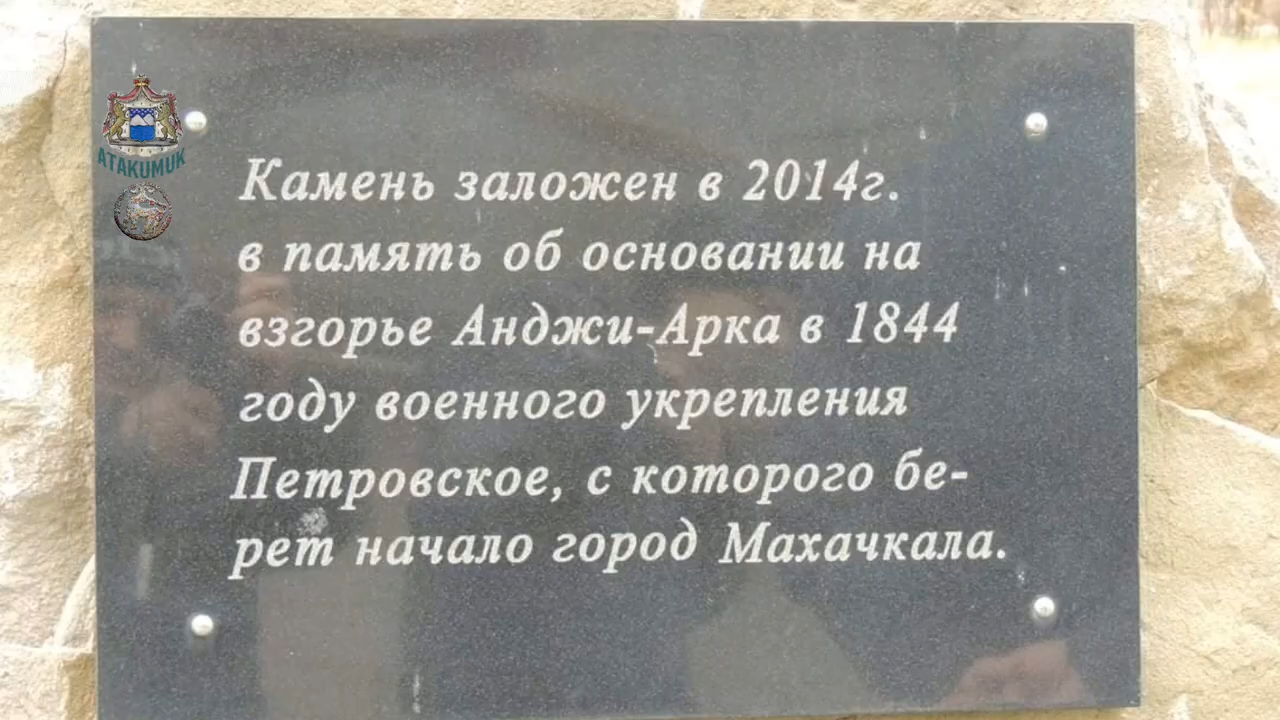 ATAKUMUK
Камень заложен в 2014г.
в память об основании на
взгорье Анджи-Арка в 1844
году военного укрепления
Петровское, с которого бе-
рет начало город Махачкала.